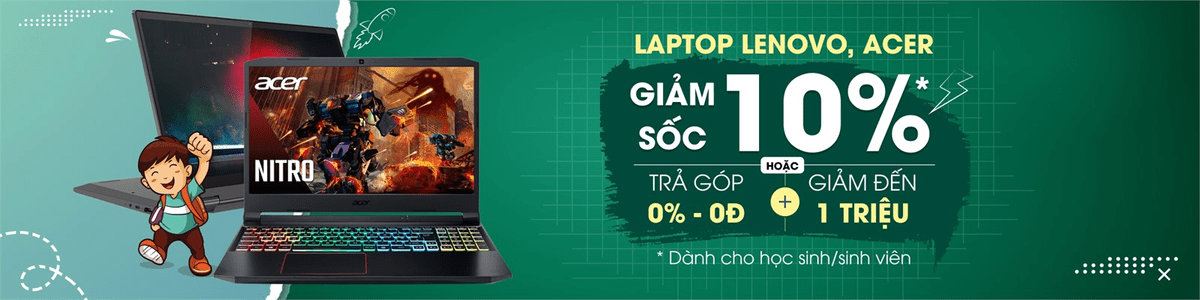 acer
NITRO
acer
LAPTOP LENOVO, ACER
GIẢM SỐC 10%*
HOẶC
TRẢ GÓP
0% - 0Đ
+
GIẢM ĐẾN
1 TRIỆU
* Dành cho học sinh/sinh viên